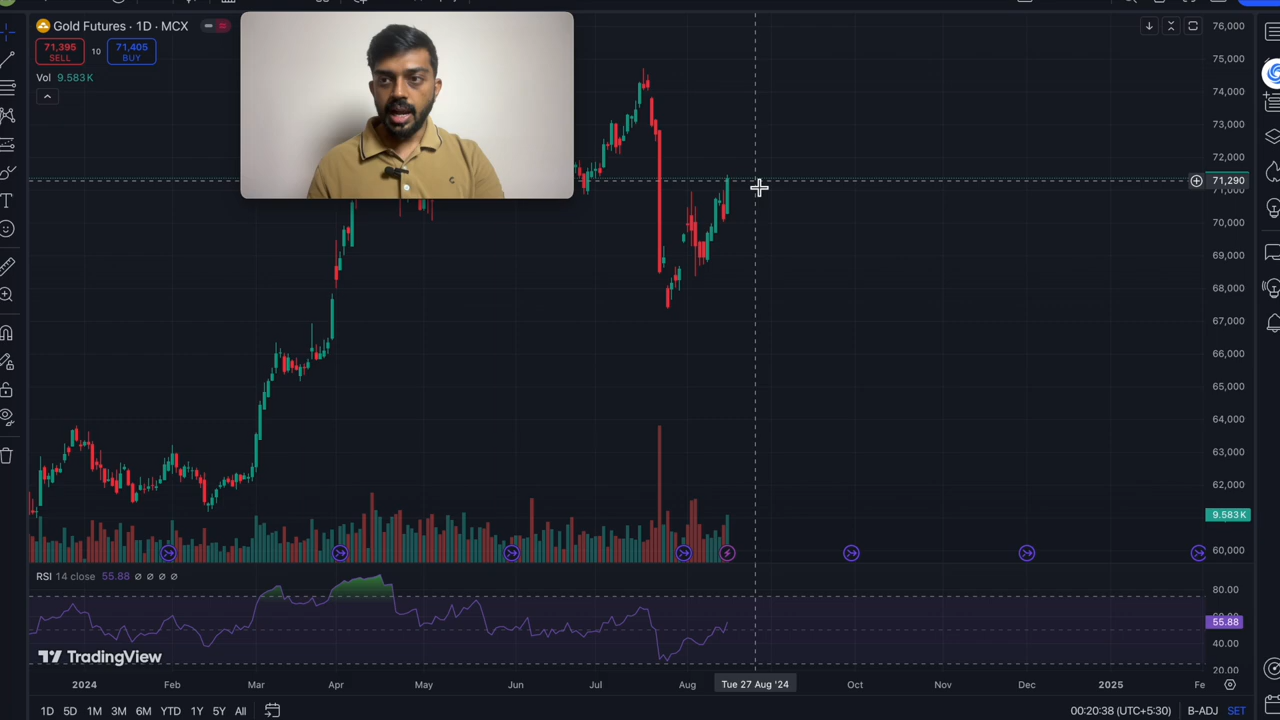 Gold Futures · 1D · MCX
71,395
SELL
10
71,405
BUY
Vol 9.583 K
76,000
75,000
74,000
73,000
72,000
71,290
71,000
70,000
69,000
68,000
67,000
66,000
65,000
64,000
63,000
62,000
9.583 K
60,000
RSI 14 close 55.88 ∅ ∅ ∅ ∅
80.00
60.00
55.88
40.00
20.00
TradingView
2024 Feb Mar Apr May Jun Jul Aug Tue 27 Aug '24 Oct Nov Dec 2025 Fe
1D 5D 1M 3M 6M YTD 1Y 5Y All
00:20:38 (UTC+5:30) B-ADJ SET